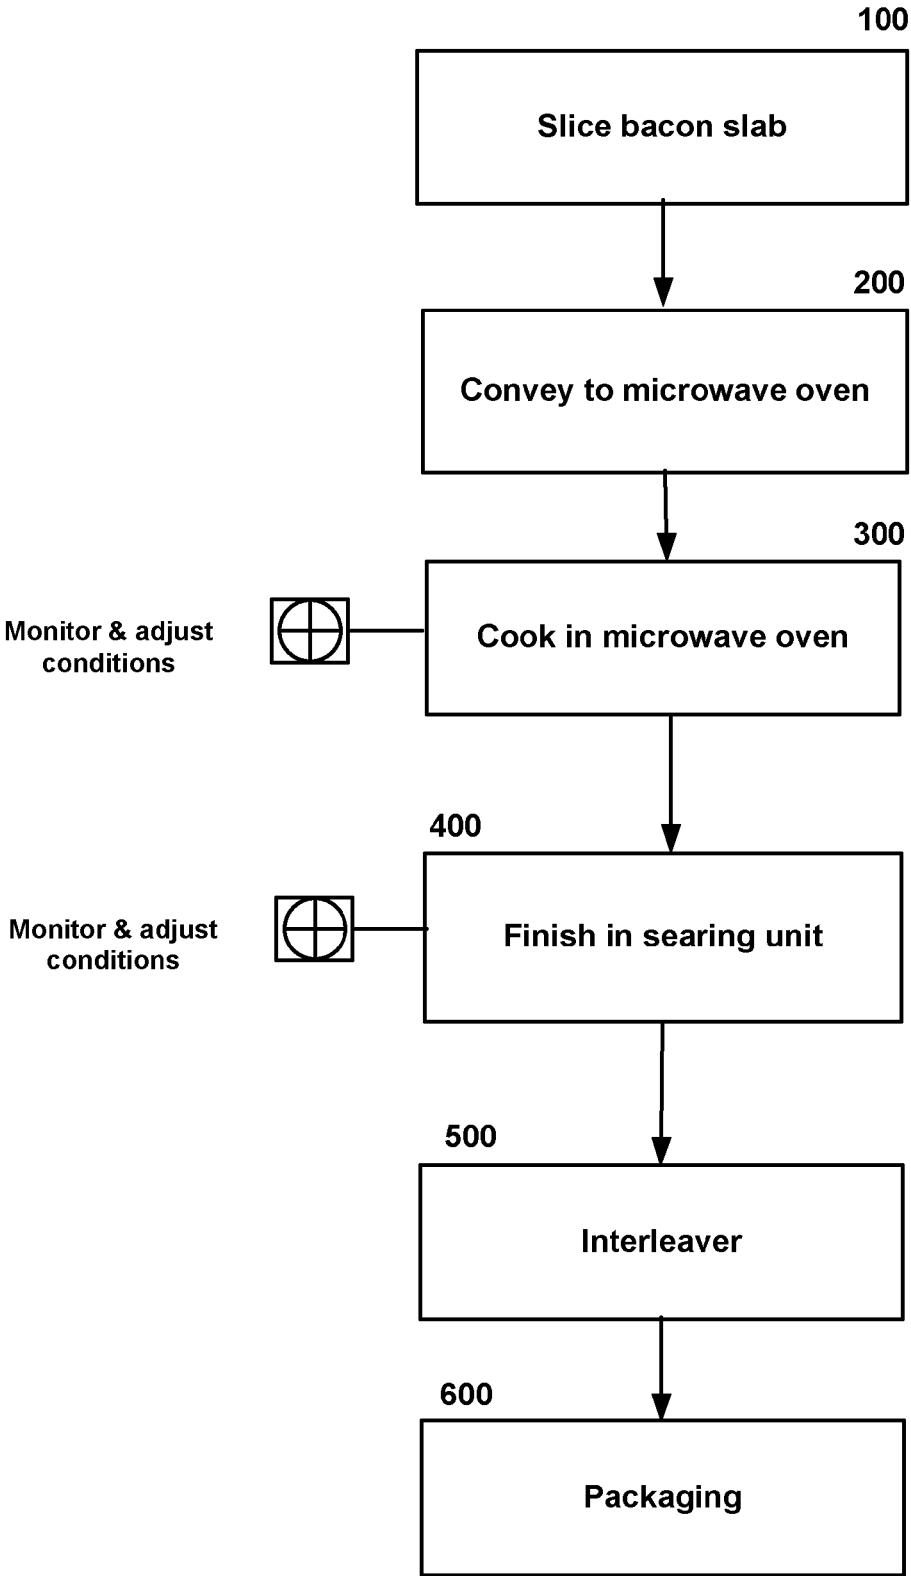 100
Slice bacon slab
200
Convey to microwave oven
300
Monitor & adjust
conditions
Cook in microwave oven
400
Monitor & adjust
conditions
Finish in searing unit
500
Interleaver
600
Packaging